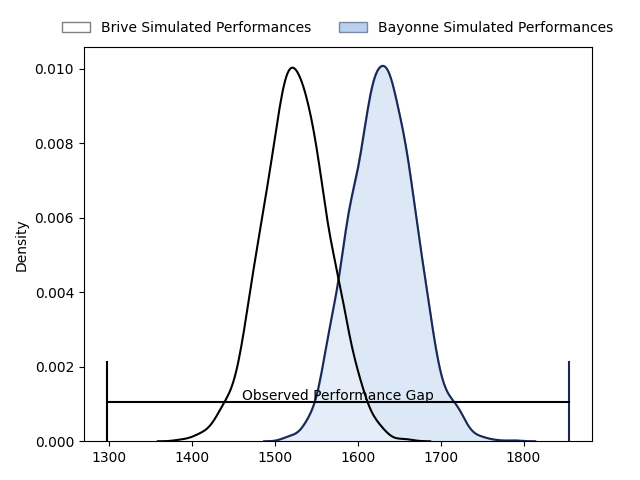 Brive Simulated Performances Bayonne Simulated Performances
0.010
0.008
0.006
0.004
0.002
0.000
Density
Observed Performance Gap
1300 1400 1500 1600 1700 1800